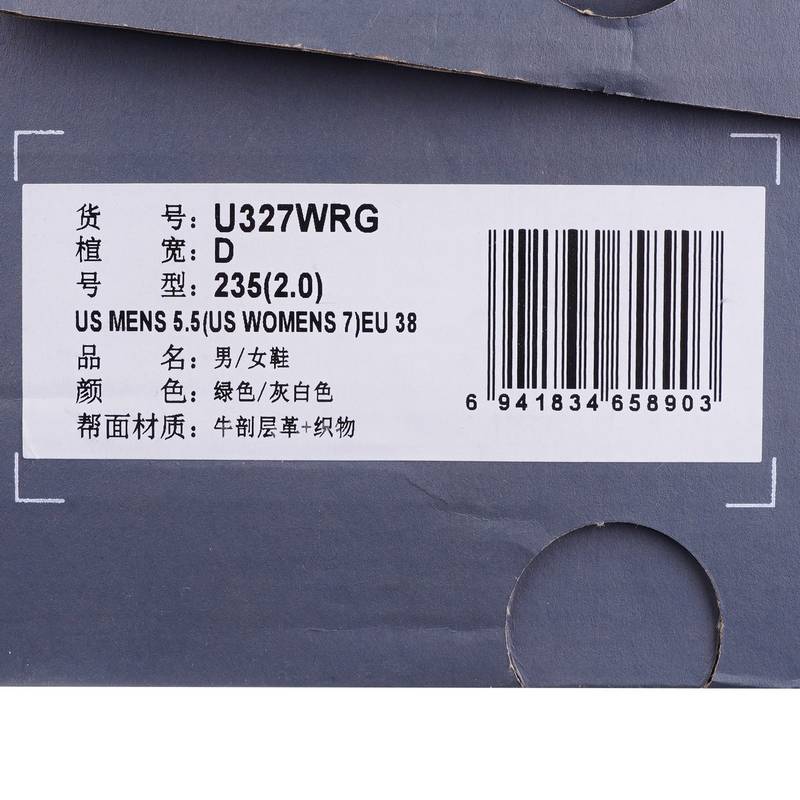 货 号：U327WRG
楦 宽：D
号 型：235(2.0)
US MENS 5.5(US WOMENS 7)EU 38
品 名：男/女鞋
颜 色：绿色/灰白色
帮面材质：牛剖层革+织物
6 941834 658903